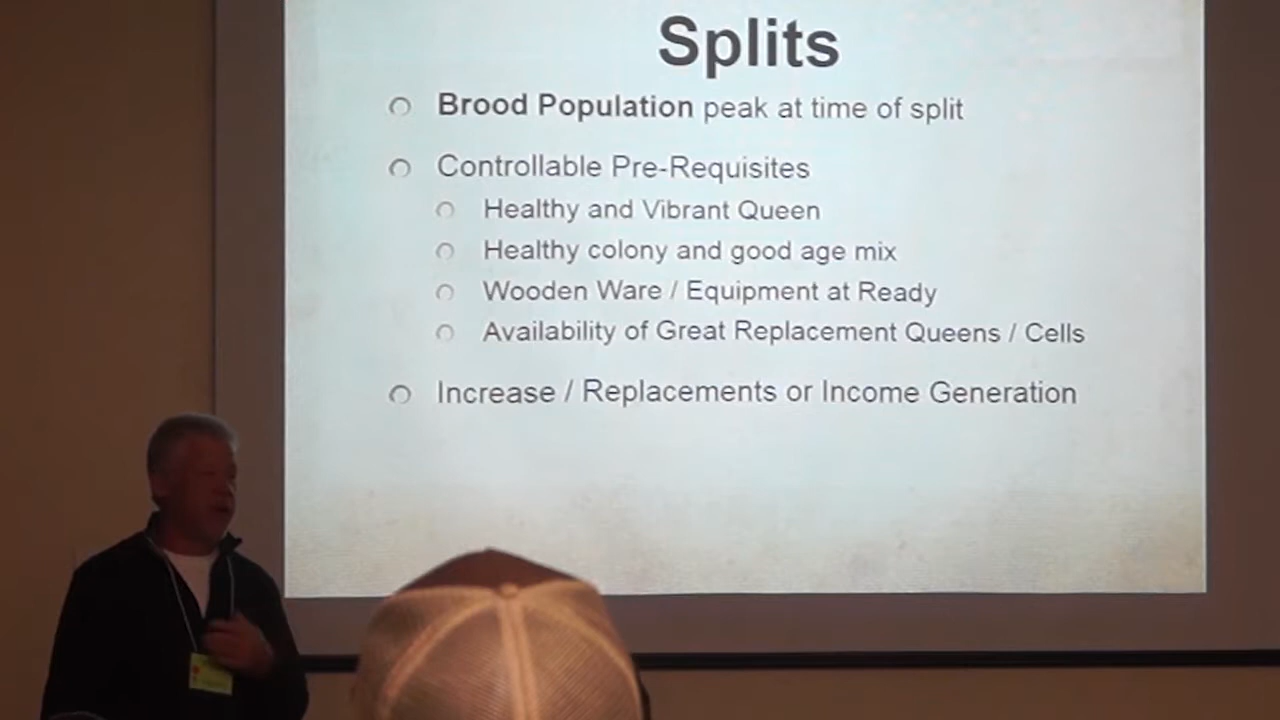 Splits
Brood Population peak at time of split
Controllable Pre-Requisites
Healthy and Vibrant Queen
Healthy colony and good age mix
Wooden Ware / Equipment at Ready
Availability of Great Replacement Queens / Cells
Increase / Replacements or Income Generation